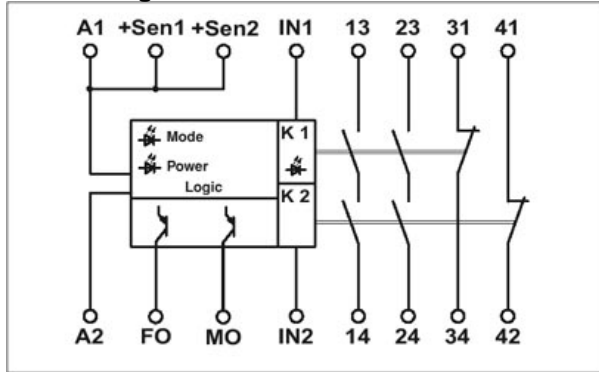 A1 +Sen1 +Sen2 IN1 13 23 31 41
Mode
K 1
Power
Logic
K 2
A2 FO MO IN2 14 24 34 42